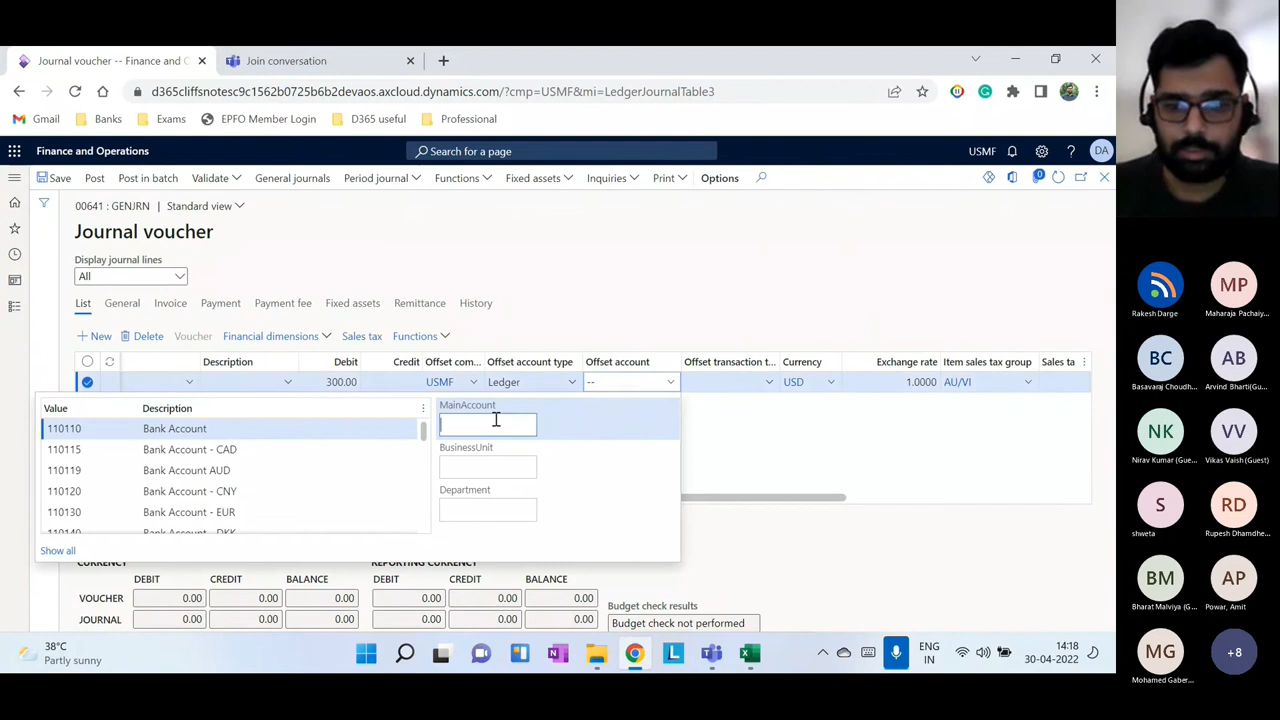 Journal voucher -- Finance and O
Join conversation
d365cliffsnotesc9c1562b0725b6b2devaos.axcloud.dynamics.com/?cmp=USMF&mi=LedgerJournalTable3
Gmail Banks Exams EPFO Member Login D365 useful Professional
Finance and Operations
Search for a page
USMF
DA
Save Post Post in batch Validate General journals Period journal Functions Fixed assets Inquiries Print Options
0
00641 : GENJRN | Standard view
Journal voucher
Display journal lines
All
List General Invoice Payment Payment fee Fixed assets Remittance History
New Delete Voucher Financial dimensions Sales tax Functions
Description Debit Credit Offset com... Offset account type Offset account Offset transaction t... Currency Exchange rate Item sales tax group Sales ta
300.00 USMF Ledger -- USD 1.0000 AU/VI
Value Description
110110 Bank Account
110115 Bank Account - CAD
110119 Bank Account AUD
110120 Bank Account - CNY
110130 Bank Account - EUR
110140 Bank Account - DKK
Show all
MainAccount
BusinessUnit
Department
CURRENCY REPORTING CURRENCY
DEBIT CREDIT BALANCE DEBIT CREDIT BALANCE
VOUCHER 0.00 0.00 0.00 0.00 0.00 0.00
JOURNAL 0.00 0.00 0.00 0.00 0.00 0.00
Budget check results
Budget check not performed
38°C
Partly sunny
ENG
IN
14:18
30-04-2022
Rakesh Darge
MP
Maharaja Pachaiy...
BC
Basavaraj Choudh...
AB
Arvind Bharti(Gue...
NK
Nirav Kumar (Gue...
VV
Vikas Vaish (Guest)
S
shweta
RD
Rupesh Dhamdhe...
BM
Bharat Malviya (G...
AP
Powar, Amit
MG
Mohamed Gaber...
+8